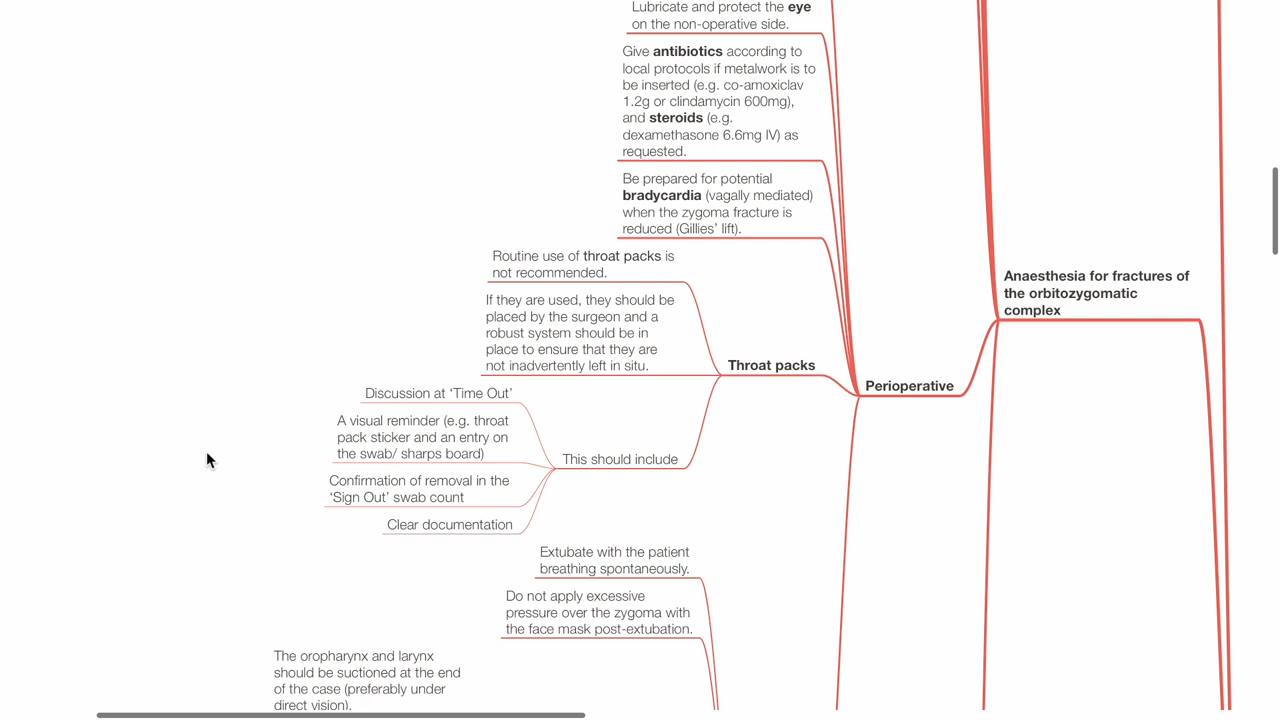 Lubricate and protect the eye
on the non-operative side.
Give antibiotics according to
local protocols if metalwork is to
be inserted (e.g. co-amoxiclav
1.2g or clindamycin 600mg),
and steroids (e.g.
dexamethasone 6.6mg IV) as
requested.
Be prepared for potential
bradycardia (vagally mediated)
when the zygoma fracture is
reduced (Gillies’ lift).
Routine use of throat packs is
not recommended.
If they are used, they should be
placed by the surgeon and a
robust system should be in
place to ensure that they are
not inadvertently left in situ.
Discussion at ‘Time Out’
A visual reminder (e.g. throat
pack sticker and an entry on
the swab/ sharps board)
Confirmation of removal in the
‘Sign Out’ swab count
Clear documentation
This should include
Throat packs
Perioperative
Anaesthesia for fractures of
the orbitozygomatic
complex
Extubate with the patient
breathing spontaneously.
Do not apply excessive
pressure over the zygoma with
the face mask post-extubation.
The oropharynx and larynx
should be suctioned at the end
of the case (preferably under
direct vision).